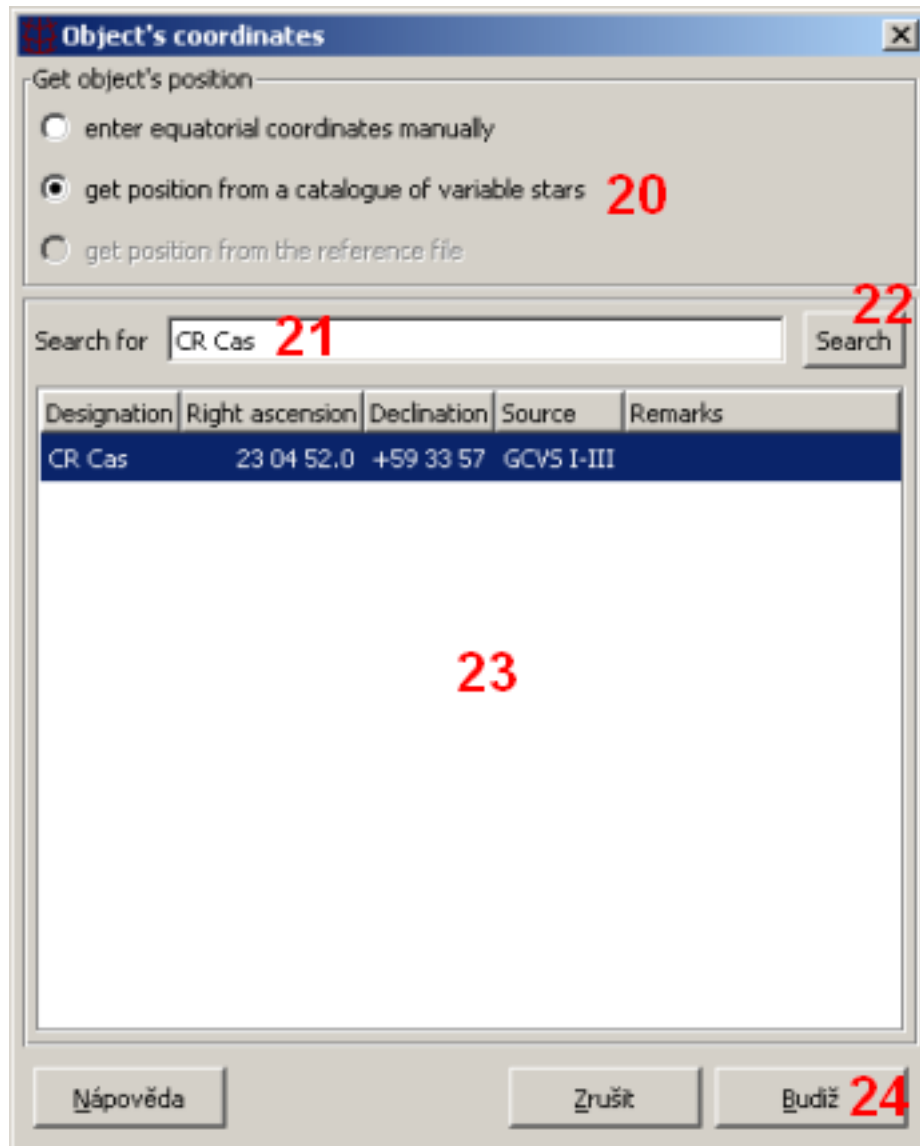 Object's coordinates
Get object's position
enter equatorial coordinates manually
get position from a catalogue of variable stars 20
get position from the reference file
22
Search for CR Cas 21 Search
Designation Right ascension Declination Source Remarks
CR Cas 23 04 52.0 +59 33 57 GCVS I-III
23
Nápověda Zrušit Budiž 24